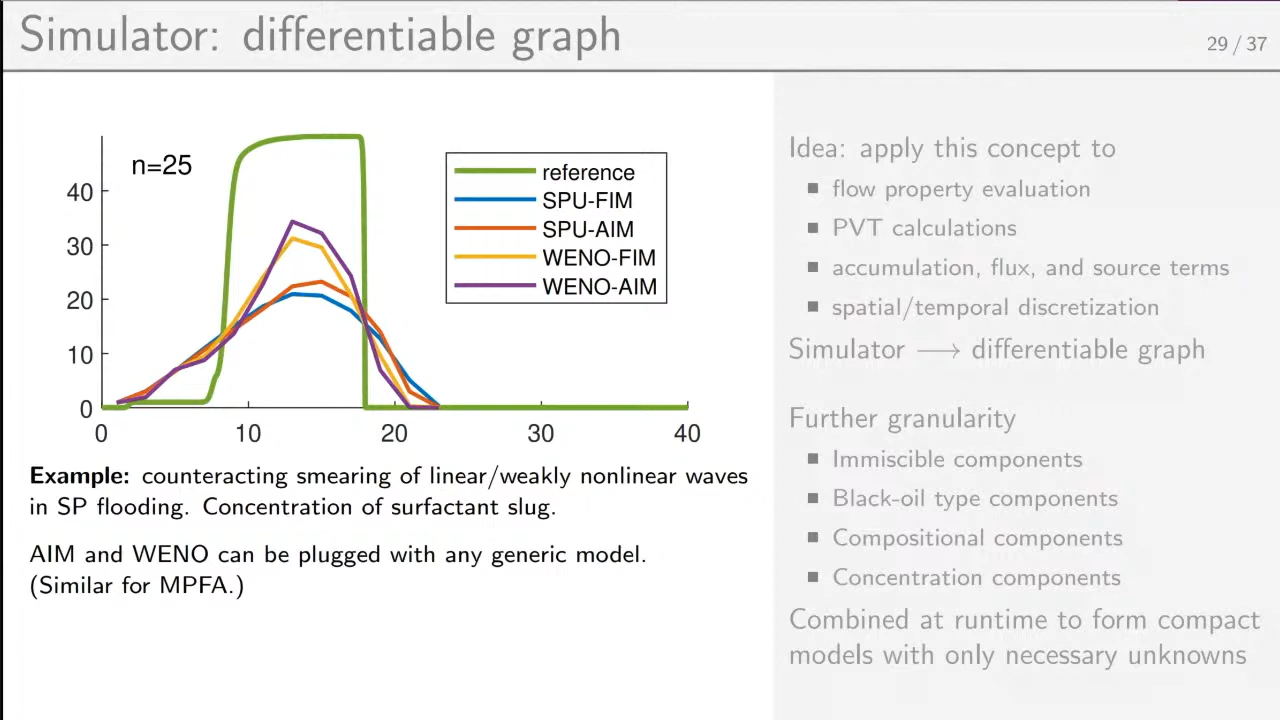 Simulator: differentiable graph
29 / 37
n=25
40
30
20
10
0
0
10
20
30
40
reference
SPU-FIM
SPU-AIM
WENO-FIM
WENO-AIM
Example: counteracting smearing of linear/weakly nonlinear waves
in SP flooding. Concentration of surfactant slug.
AIM and WENO can be plugged with any generic model.
(Similar for MPFA.)
Idea: apply this concept to
■ flow property evaluation
■ PVT calculations
■ accumulation, flux, and source terms
■ spatial/temporal discretization
Simulator ⟶ differentiable graph
Further granularity
■ Immiscible components
■ Black-oil type components
■ Compositional components
■ Concentration components
Combined at runtime to form compact
models with only necessary unknowns